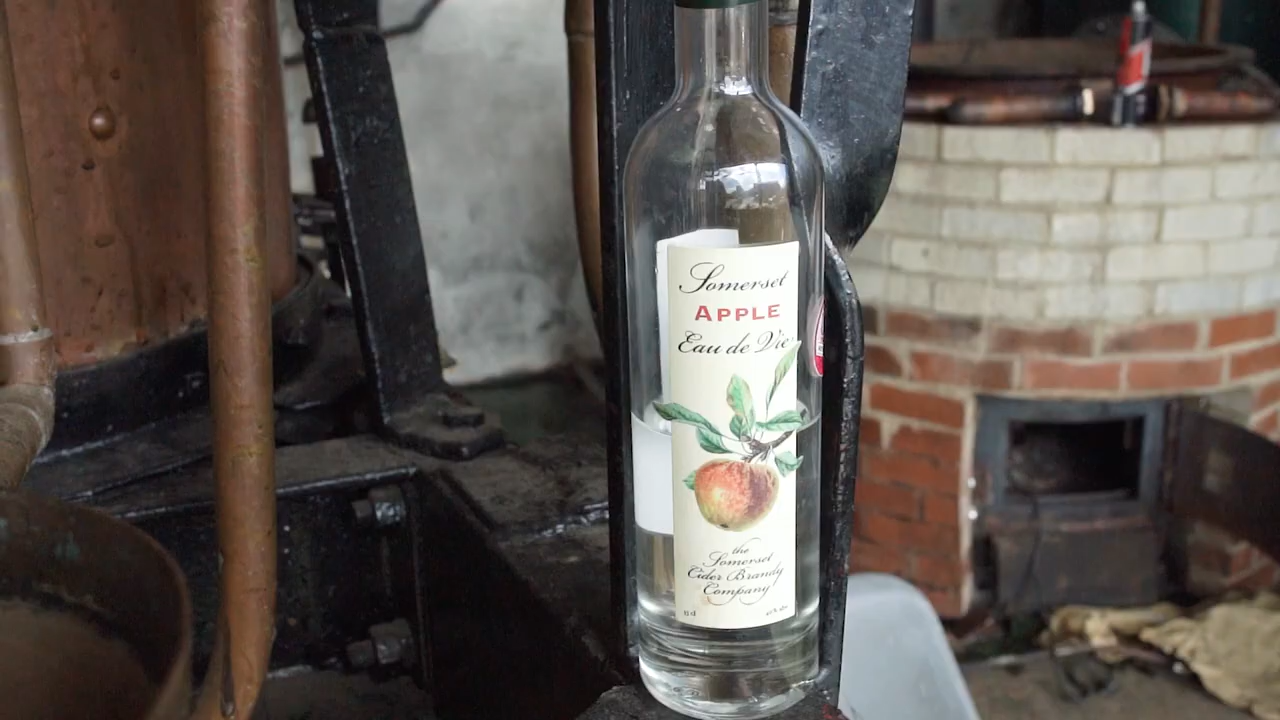 Somerset
APPLE
Eau de Vie
the
Somerset
Cider Brandy
Company